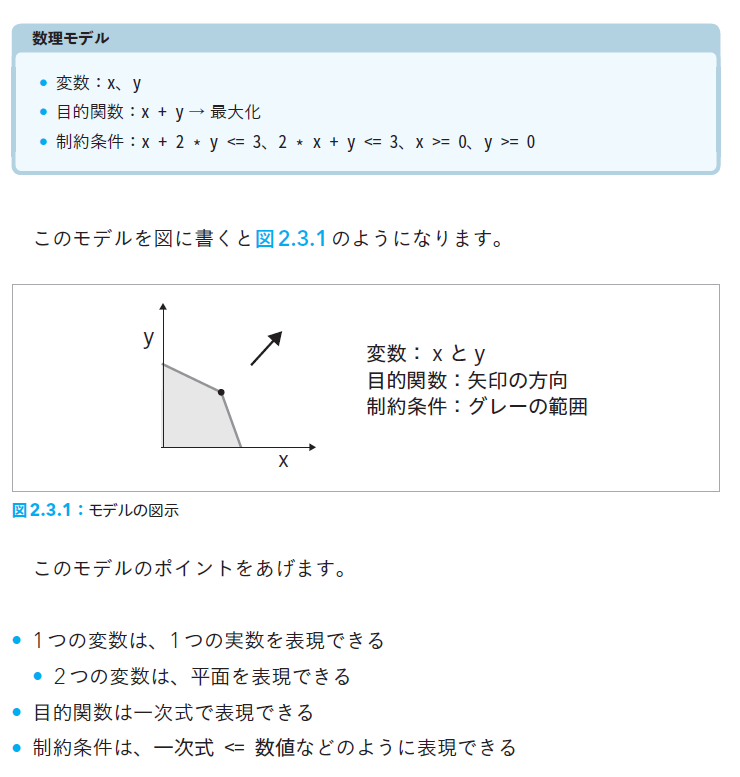 数理モデル
● 変数：x、y
● 目的関数：x + y → 最大化
● 制約条件：x + 2 * y <= 3、2 * x + y <= 3、x >= 0、y >= 0
このモデルを図に書くと図2.3.1のようになります。
y
x
変数： x と y
目的関数：矢印の方向
制約条件：グレーの範囲
図2.3.1：モデルの図示
このモデルのポイントをあげます。
● 1つの変数は、1つの実数を表現できる
● 2つの変数は、平面を表現できる
● 目的関数は一次式で表現できる
● 制約条件は、一次式 <= 数値などのように表現できる